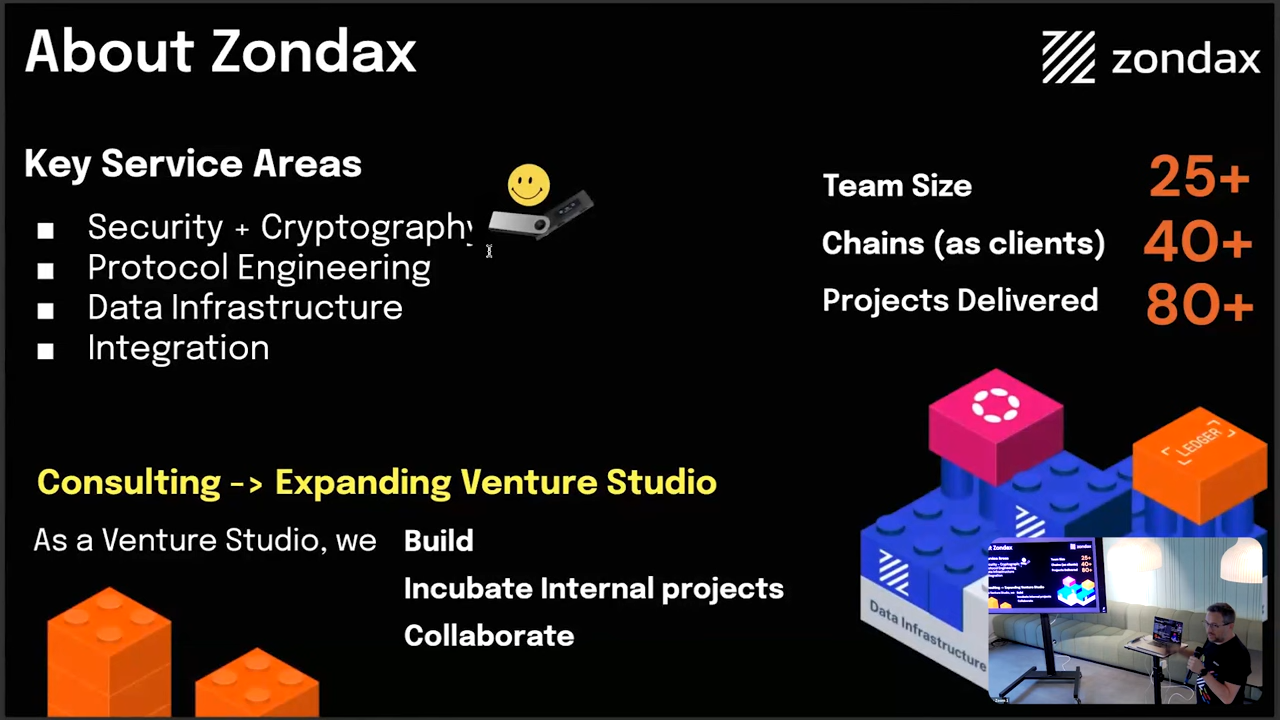 About Zondax
zondax
Key Service Areas
■ Security + Cryptography
■ Protocol Engineering
■ Data Infrastructure
■ Integration
Team Size 25+
Chains (as clients) 40+
Projects Delivered 80+
Consulting -> Expanding Venture Studio
As a Venture Studio, we Build
Incubate Internal projects
Collaborate
LEDGER
Data Infrastructure